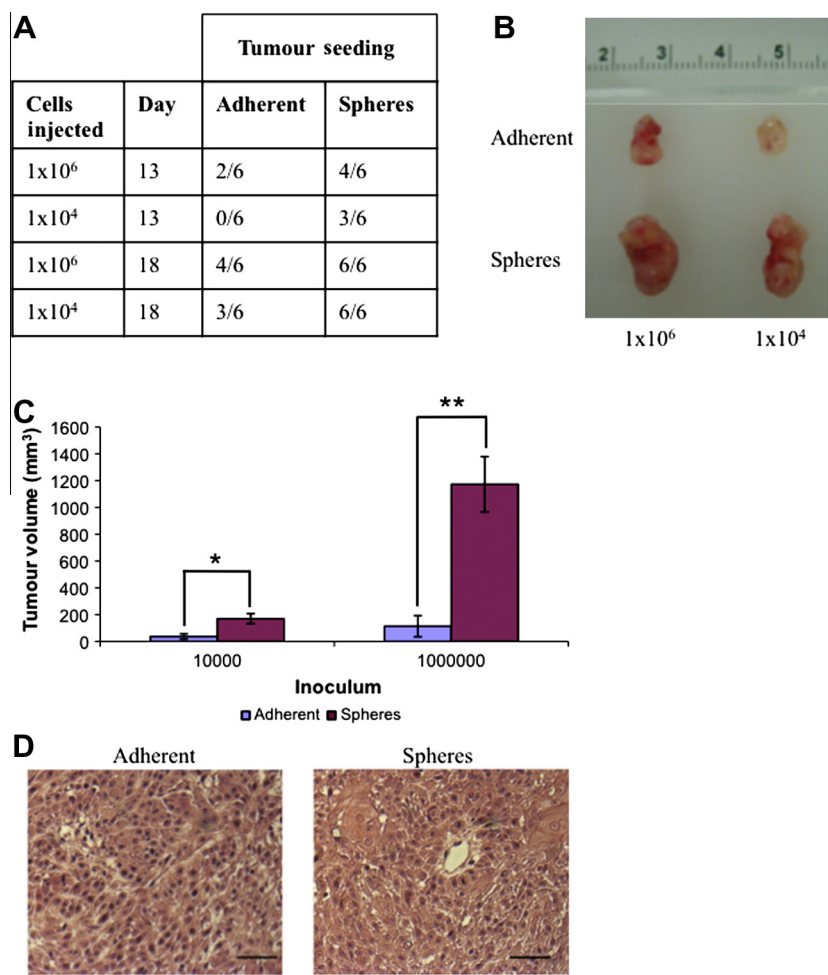 A
Tumour seeding
Cells injected Day Adherent Spheres
1x10⁶ 13 2/6 4/6
1x10⁴ 13 0/6 3/6
1x10⁶ 18 4/6 6/6
1x10⁴ 18 3/6 6/6
B
2 3 4 5
Adherent
Spheres
1x10⁶ 1x10⁴
C
Tumour volume (mm³)
1600
1400
1200
1000
800
600
400
200
0
*
**
10000 1000000
Inoculum
Adherent Spheres
D
Adherent Spheres